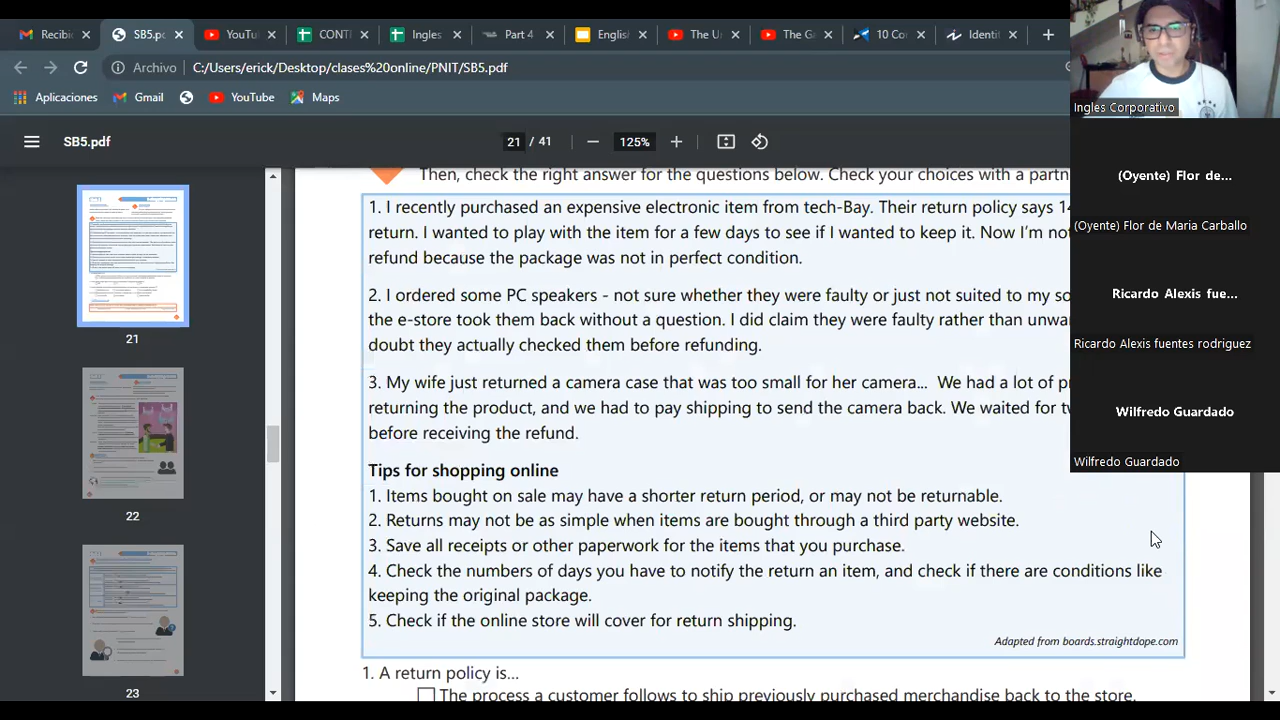 Recibic
SB5.pc
YouTu
CONTI
Ingles
Part 4
English
The U
The Ga
10 Cor
Identi
Archivo
C:/Users/erick/Desktop/clases%20online/PNIT/SB5.pdf
Aplicaciones
Gmail
YouTube
Maps
SB5.pdf
21 / 41
125%
Then, check the right answer for the questions below. Check your choices with a partn
1. I recently purchased an expensive electronic item from Tech-Bay. Their return policy says 14
return. I wanted to play with the item for a few days to see if I wanted to keep it. Now I'm not
refund because the package was not in perfect condition.
2. I ordered some PC speakers - not sure whether they were faulty or just not suited to my so
the e-store took them back without a question. I did claim they were faulty rather than unwa
doubt they actually checked them before refunding.
3. My wife just returned a camera case that was too small for her camera... We had a lot of pr
returning the product, and we had to pay shipping to send the camera back. We waited for tw
before receiving the refund.
Tips for shopping online
1. Items bought on sale may have a shorter return period, or may not be returnable.
2. Returns may not be as simple when items are bought through a third party website.
3. Save all receipts or other paperwork for the items that you purchase.
4. Check the numbers of days you have to notify the return an item, and check if there are conditions like
keeping the original package.
5. Check if the online store will cover for return shipping.
Adapted from boards.straightdope.com
1. A return policy is...
The process a customer follows to ship previously purchased merchandise back to the store.
21
22
23
Ingles Corporativo
(Oyente) Flor de...
(Oyente) Flor de Maria Carballo
Ricardo Alexis fue...
Ricardo Alexis fuentes rodriguez
Wilfredo Guardado
Wilfredo Guardado